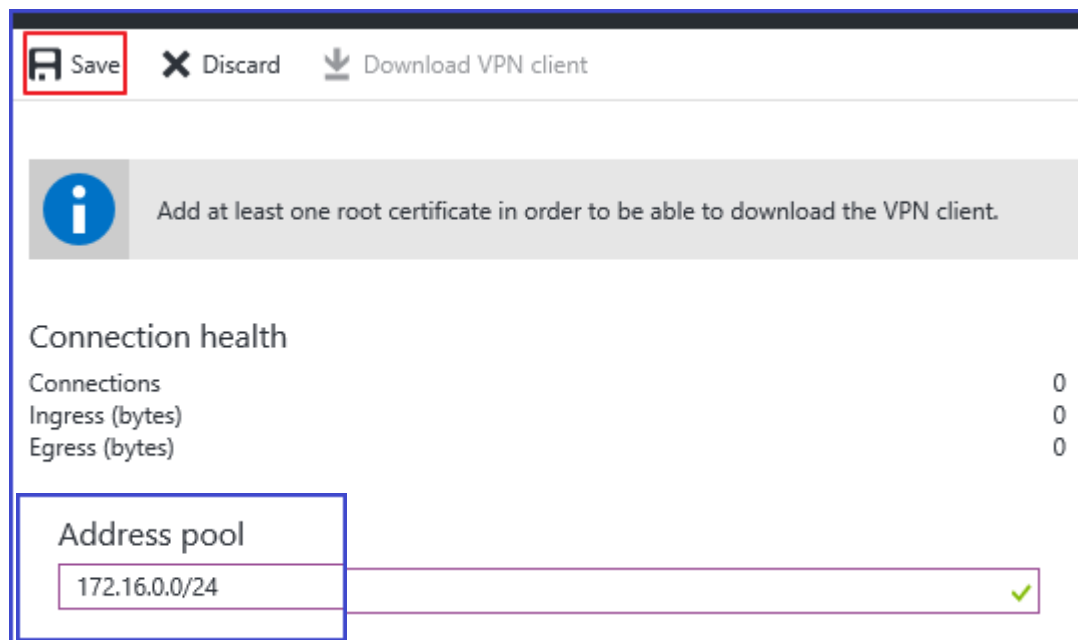 Save Discard Download VPN client
Add at least one root certificate in order to be able to download the VPN client.
Connection health
Connections 0
Ingress (bytes) 0
Egress (bytes) 0
Address pool
172.16.0.0/24